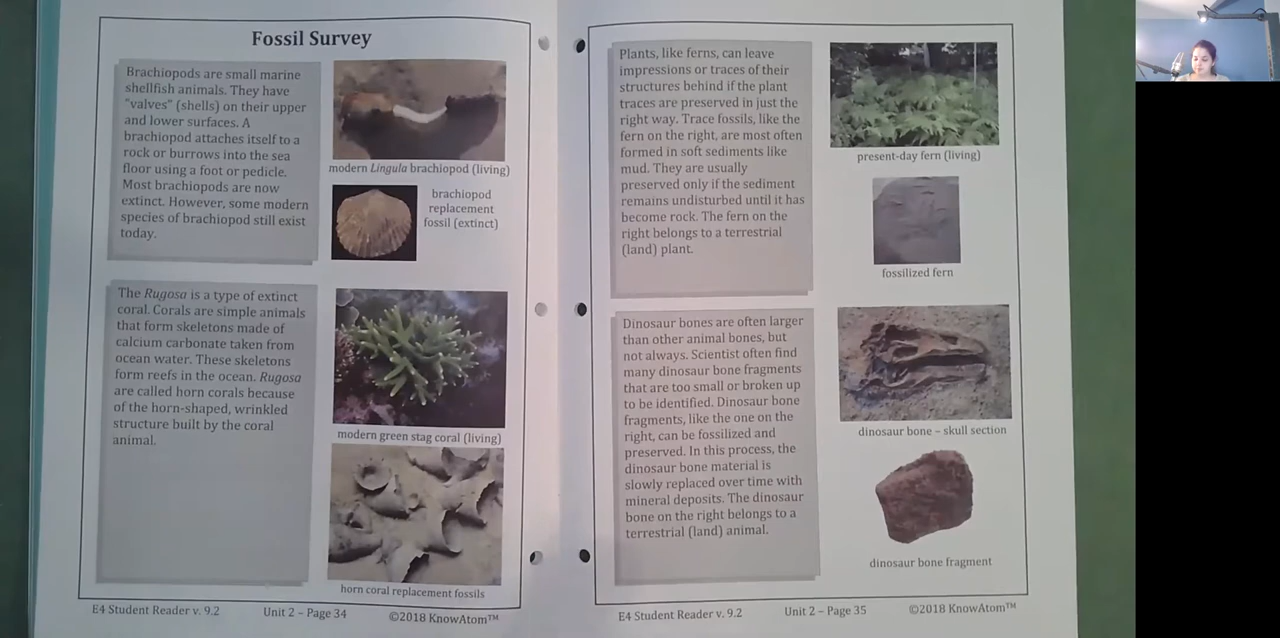 Fossil Survey
Brachiopods are small marine
shellfish animals. They have
"valves" (shells) on their upper
and lower surfaces. A
brachiopod attaches itself to a
rock or burrows into the sea
floor using a foot or pedicle.
Most brachiopods are now
extinct. However, some modern
species of brachiopod still exist
today.
modern Lingula brachiopod (living)
brachiopod
replacement
fossil (extinct)
The Rugosa is a type of extinct
coral. Corals are simple animals
that form skeletons made of
calcium carbonate taken from
ocean water. These skeletons
form reefs in the ocean. Rugosa
are called horn corals because
of the horn-shaped, wrinkled
structure built by the coral
animal.
modern green stag coral (living)
horn coral replacement fossils
E4 Student Reader v. 9.2
Unit 2 – Page 34
©2018 KnowAtom™
Plants, like ferns, can leave
impressions or traces of their
structures behind if the plant
traces are preserved in just the
right way. Trace fossils, like the
fern on the right, are most often
formed in soft sediments like
mud. They are usually
preserved only if the sediment
remains undisturbed until it has
become rock. The fern on the
right belongs to a terrestrial
(land) plant.
present-day fern (living)
fossilized fern
Dinosaur bones are often larger
than other animal bones, but
not always. Scientist often find
many dinosaur bone fragments
that are too small or broken up
to be identified. Dinosaur bone
fragments, like the one on the
right, can be fossilized and
preserved. In this process, the
dinosaur bone material is
slowly replaced over time with
mineral deposits. The dinosaur
bone on the right belongs to a
terrestrial (land) animal.
dinosaur bone – skull section
dinosaur bone fragment
E4 Student Reader v. 9.2
Unit 2 – Page 35
©2018 KnowAtom™